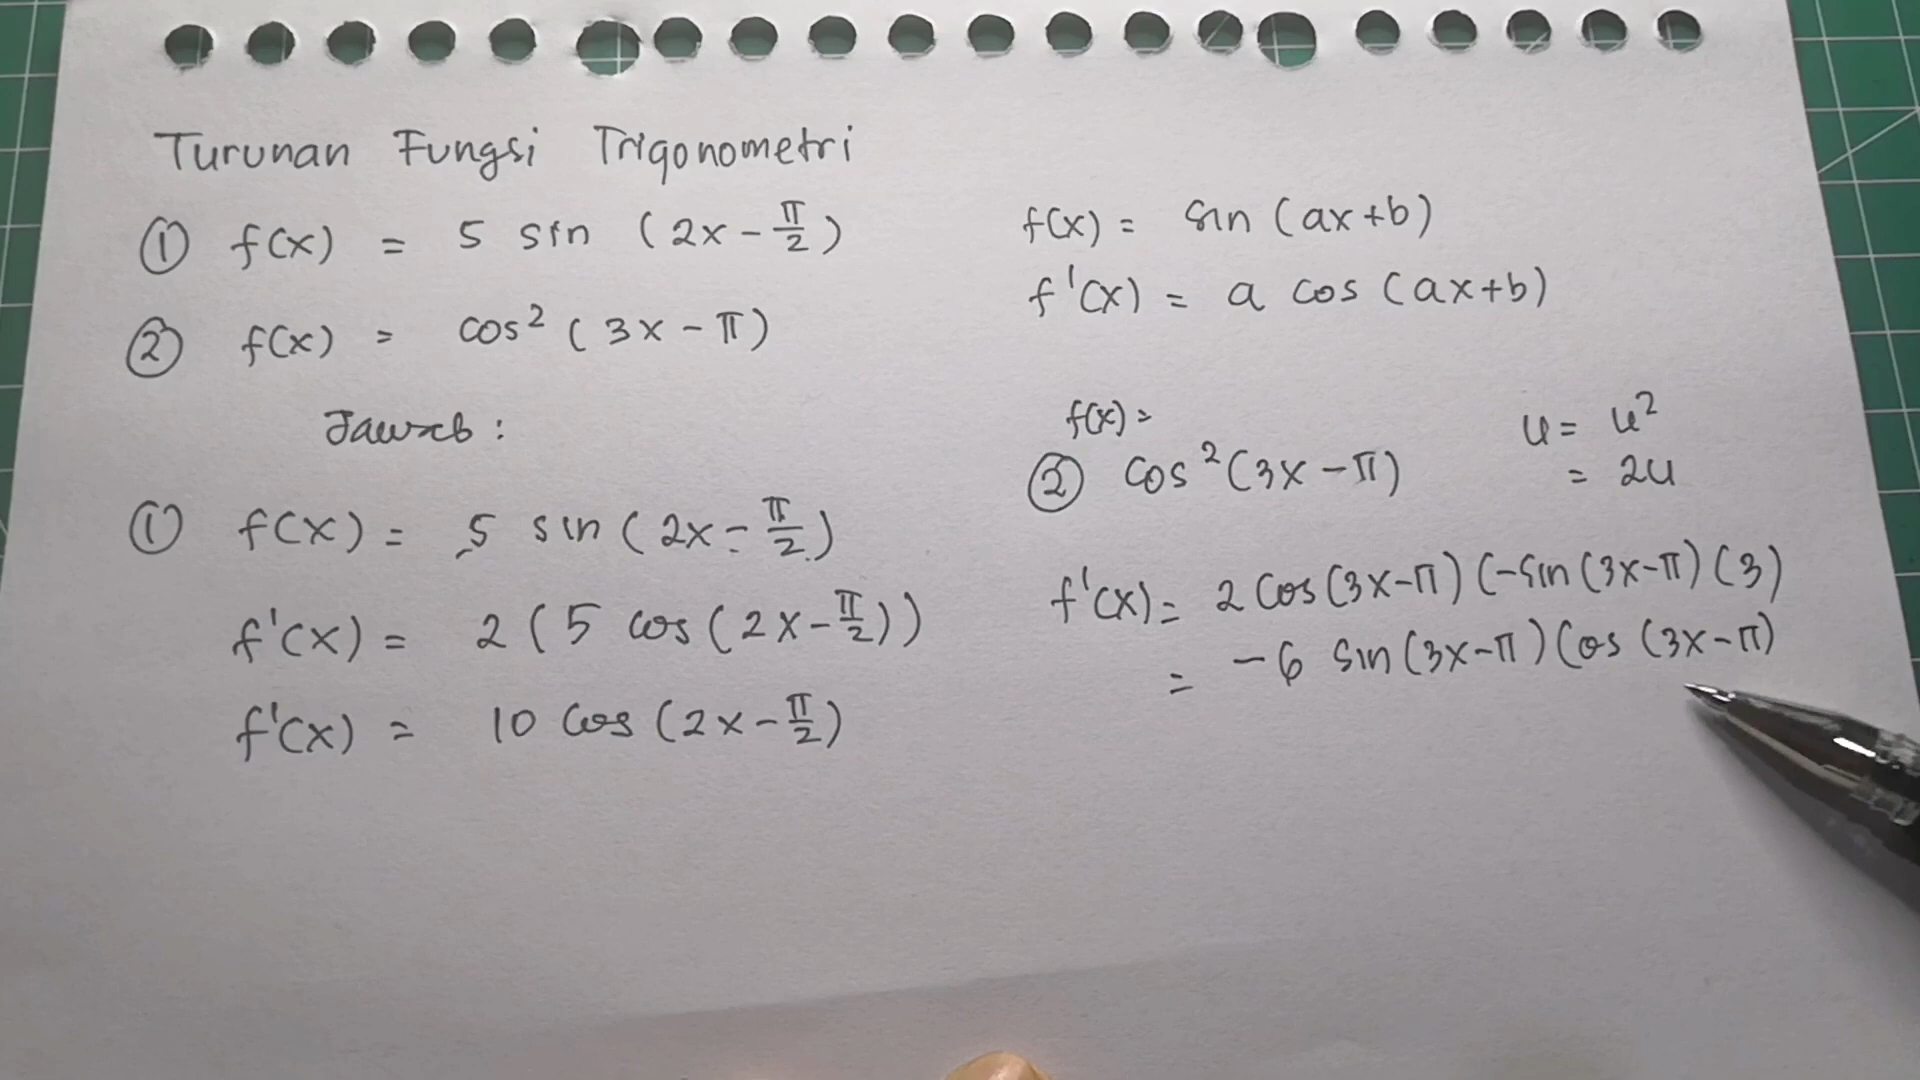 Turunan Fungsi Trigonometri
① f(x) = 5 sin (2x - π/2)
② f(x) = cos² (3x - π)
Jawab :
① f(x) = 5 sin (2x - π/2)
f'(x) = 2 (5 cos (2x - π/2))
f'(x) = 10 cos (2x - π/2)
f(x) = sin (ax+b)
f'(x) = a cos (ax+b)
f(x) =
② cos² (3x - π)
u = u²
= 2u
f'(x) = 2 cos (3x-π) (-sin (3x-π) (3)
= -6 sin (3x-π) cos (3x-π)